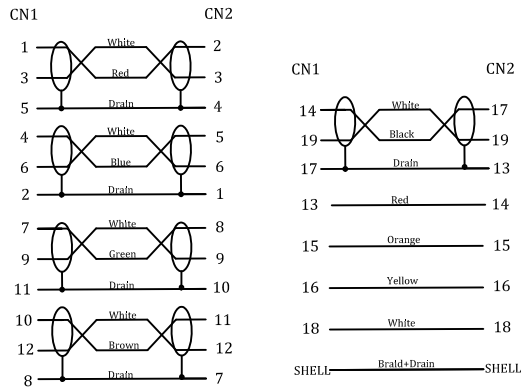 CN1 CN2
1 White 2
3 Red 3
5 Drain 4
4 White 5
6 Blue 6
2 Drain 1
7 White 8
9 Green 9
11 Drain 10
10 White 11
12 Brown 12
8 Drain 7
CN1 CN2
14 White 17
19 Black 19
17 Drain 13
13 Red 14
15 Orange 15
16 Yellow 16
18 White 18
SHELL Brald+Drain SHELL